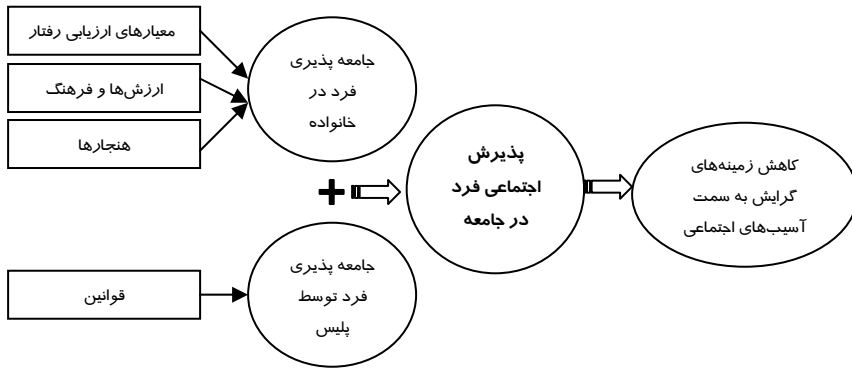 معیارهای ارزیابی رفتار
ارزش‌ها و فرهنگ
هنجارها
جامعه پذیری
فرد در
خانواده
+
پذیرش
اجتماعی فرد
در جامعه
کاهش زمینه‌های
گرایش به سمت
آسیب‌های اجتماعی
قوانین
جامعه پذیری
فرد توسط
پلیس